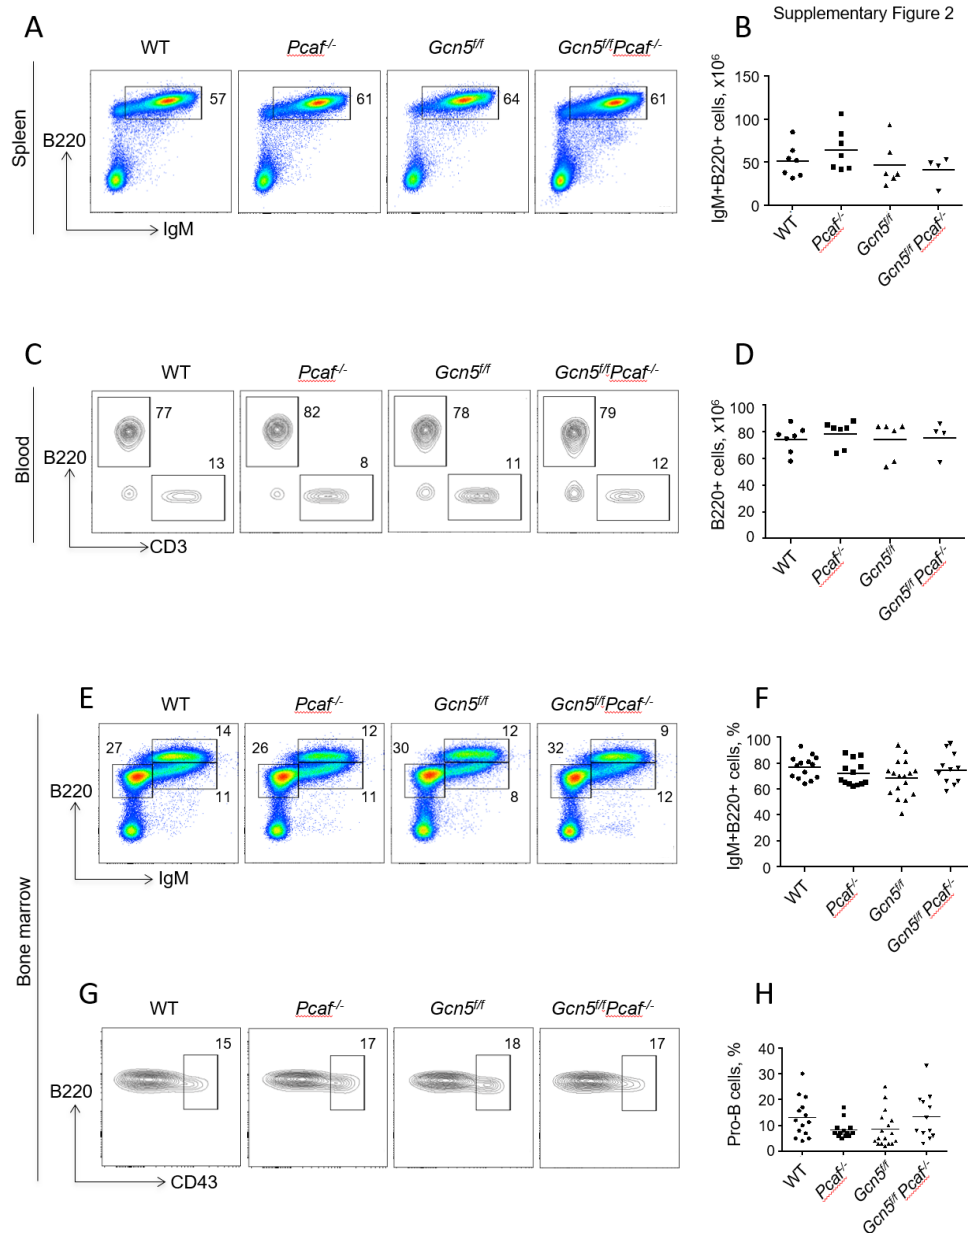 Supplementary Figure 2
A
WT
Pcaf-/-
Gcn5f/f
Gcn5f/fPcaf-/-
Spleen
B220
IgM
57
61
64
61
B
IgM+B220+ cells, x10⁶
150
100
50
0
WT
Pcaf-/-
Gcn5f/f
Gcn5f/f Pcaf-/-
C
WT
Pcaf-/-
Gcn5f/f
Gcn5f/fPcaf-/-
Blood
B220
CD3
77
13
82
8
78
11
79
12
D
B220+ cells, x10⁶
100
80
60
40
20
0
WT
Pcaf-/-
Gcn5f/f
Gcn5f/f Pcaf-/-
Bone marrow
E
WT
Pcaf-/-
Gcn5f/f
Gcn5f/fPcaf-/-
B220
IgM
27
14
11
26
12
11
30
12
8
32
9
12
F
IgM+B220+ cells, %
100
80
60
40
20
0
WT
Pcaf-/-
Gcn5f/f
Gcn5f/f Pcaf-/-
G
WT
Pcaf-/-
Gcn5f/f
Gcn5f/fPcaf-/-
B220
CD43
15
17
18
17
H
Pro-B cells, %
40
30
20
10
0
WT
Pcaf-/-
Gcn5f/f
Gcn5f/f Pcaf-/-